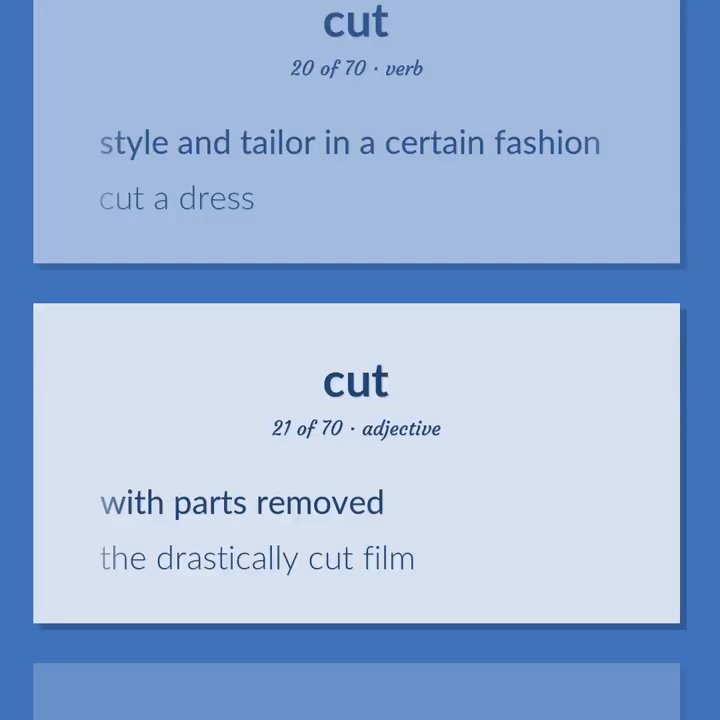 cut
20 of 70 · verb
style and tailor in a certain fashion
cut a dress
cut
21 of 70 · adjective
with parts removed
the drastically cut film